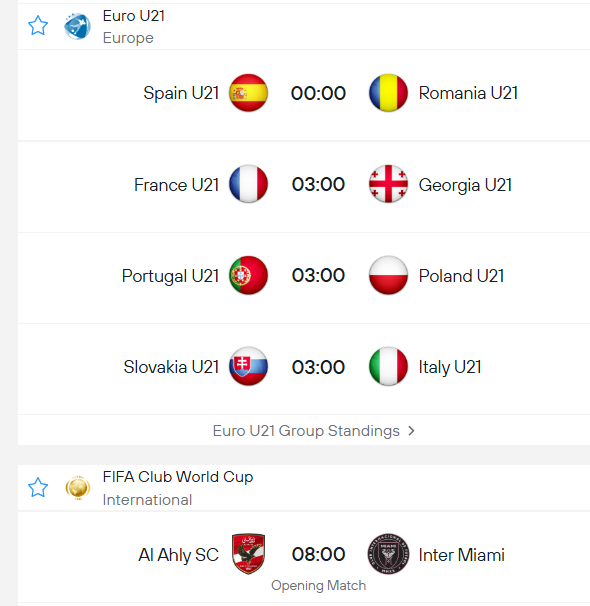 Euro U21
Europe
Spain U21 00:00 Romania U21
France U21 03:00 Georgia U21
Portugal U21 03:00 Poland U21
Slovakia U21 03:00 Italy U21
Euro U21 Group Standings >
FIFA Club World Cup
International
Al Ahly SC 08:00 Inter Miami
Opening Match